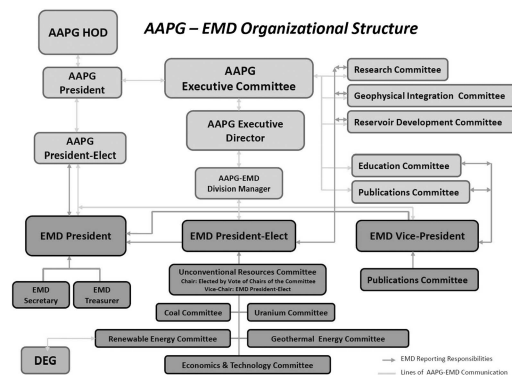 AAPG HOD
AAPG – EMD Organizational Structure
AAPG
President
AAPG
Executive Committee
Research Committee
Geophysical Integration Committee
Reservoir Development Committee
AAPG Executive
Director
AAPG
President-Elect
AAPG-EMD
Division Manager
Education Committee
Publications Committee
EMD President
EMD President-Elect
EMD Vice-President
Unconventional Resources Committee
Chair: Elected by Vote of Chairs of the Committee
Vice-Chair: EMD President-Elect
Publications Committee
EMD
Secretary
EMD
Treasurer
Coal Committee
Uranium Committee
Renewable Energy Committee
Geothermal Energy Committee
DEG
Economics & Technology Committee
EMD Reporting Responsibilities
Lines of AAPG-EMD Communication